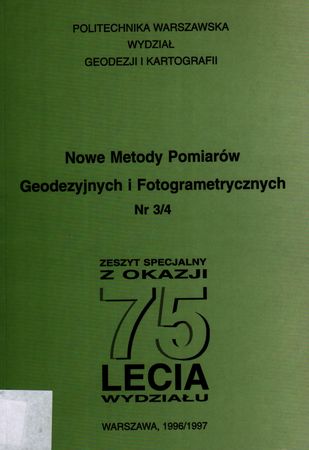 POLITECHNIKA WARSZAWSKA
WYDZIAŁ
GEODEZJI I KARTOGRAFII
Nowe Metody Pomiarów
Geodezyjnych i Fotogrametrycznych
Nr 3/4
ZESZYT SPECJALNY
Z OKAZJI
75
LECIA
WYDZIAŁU
WARSZAWA, 1996/1997